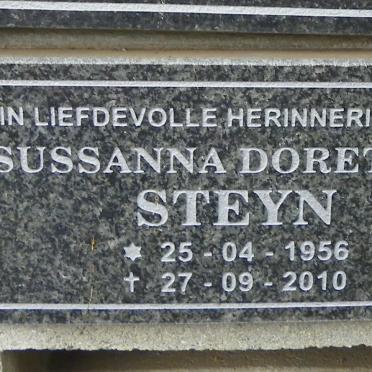 IN LIEFDEVOLLE HERINNERI
SUSSANNA DORET
STEYN
* 25 - 04 - 1956
† 27 - 09 - 2010